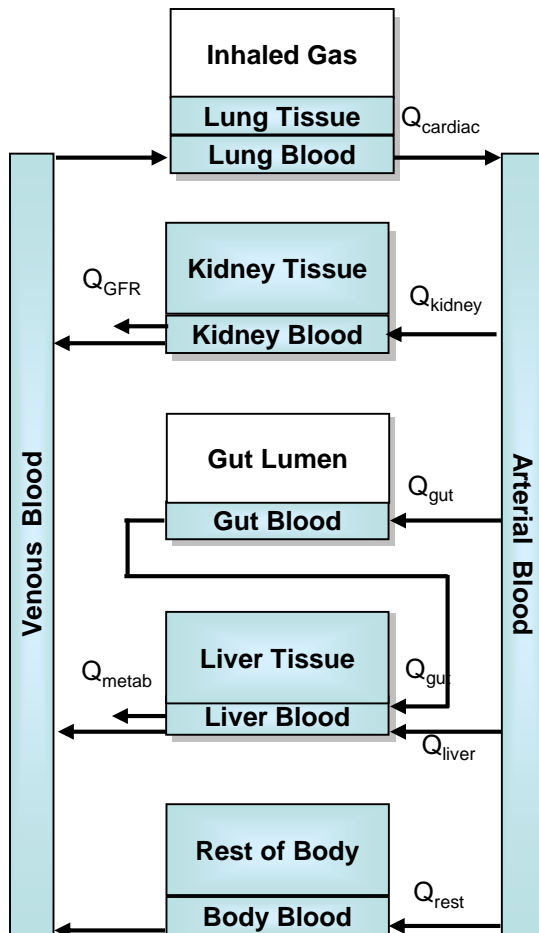 Inhaled Gas
Lung Tissue
Q_cardiac
Lung Blood
Kidney Tissue
Q_GFR
Q_kidney
Kidney Blood
Gut Lumen
Q_gut
Gut Blood
Venous Blood
Arterial Blood
Liver Tissue
Q_metab
Q_gut
Liver Blood
Q_liver
Rest of Body
Q_rest
Body Blood